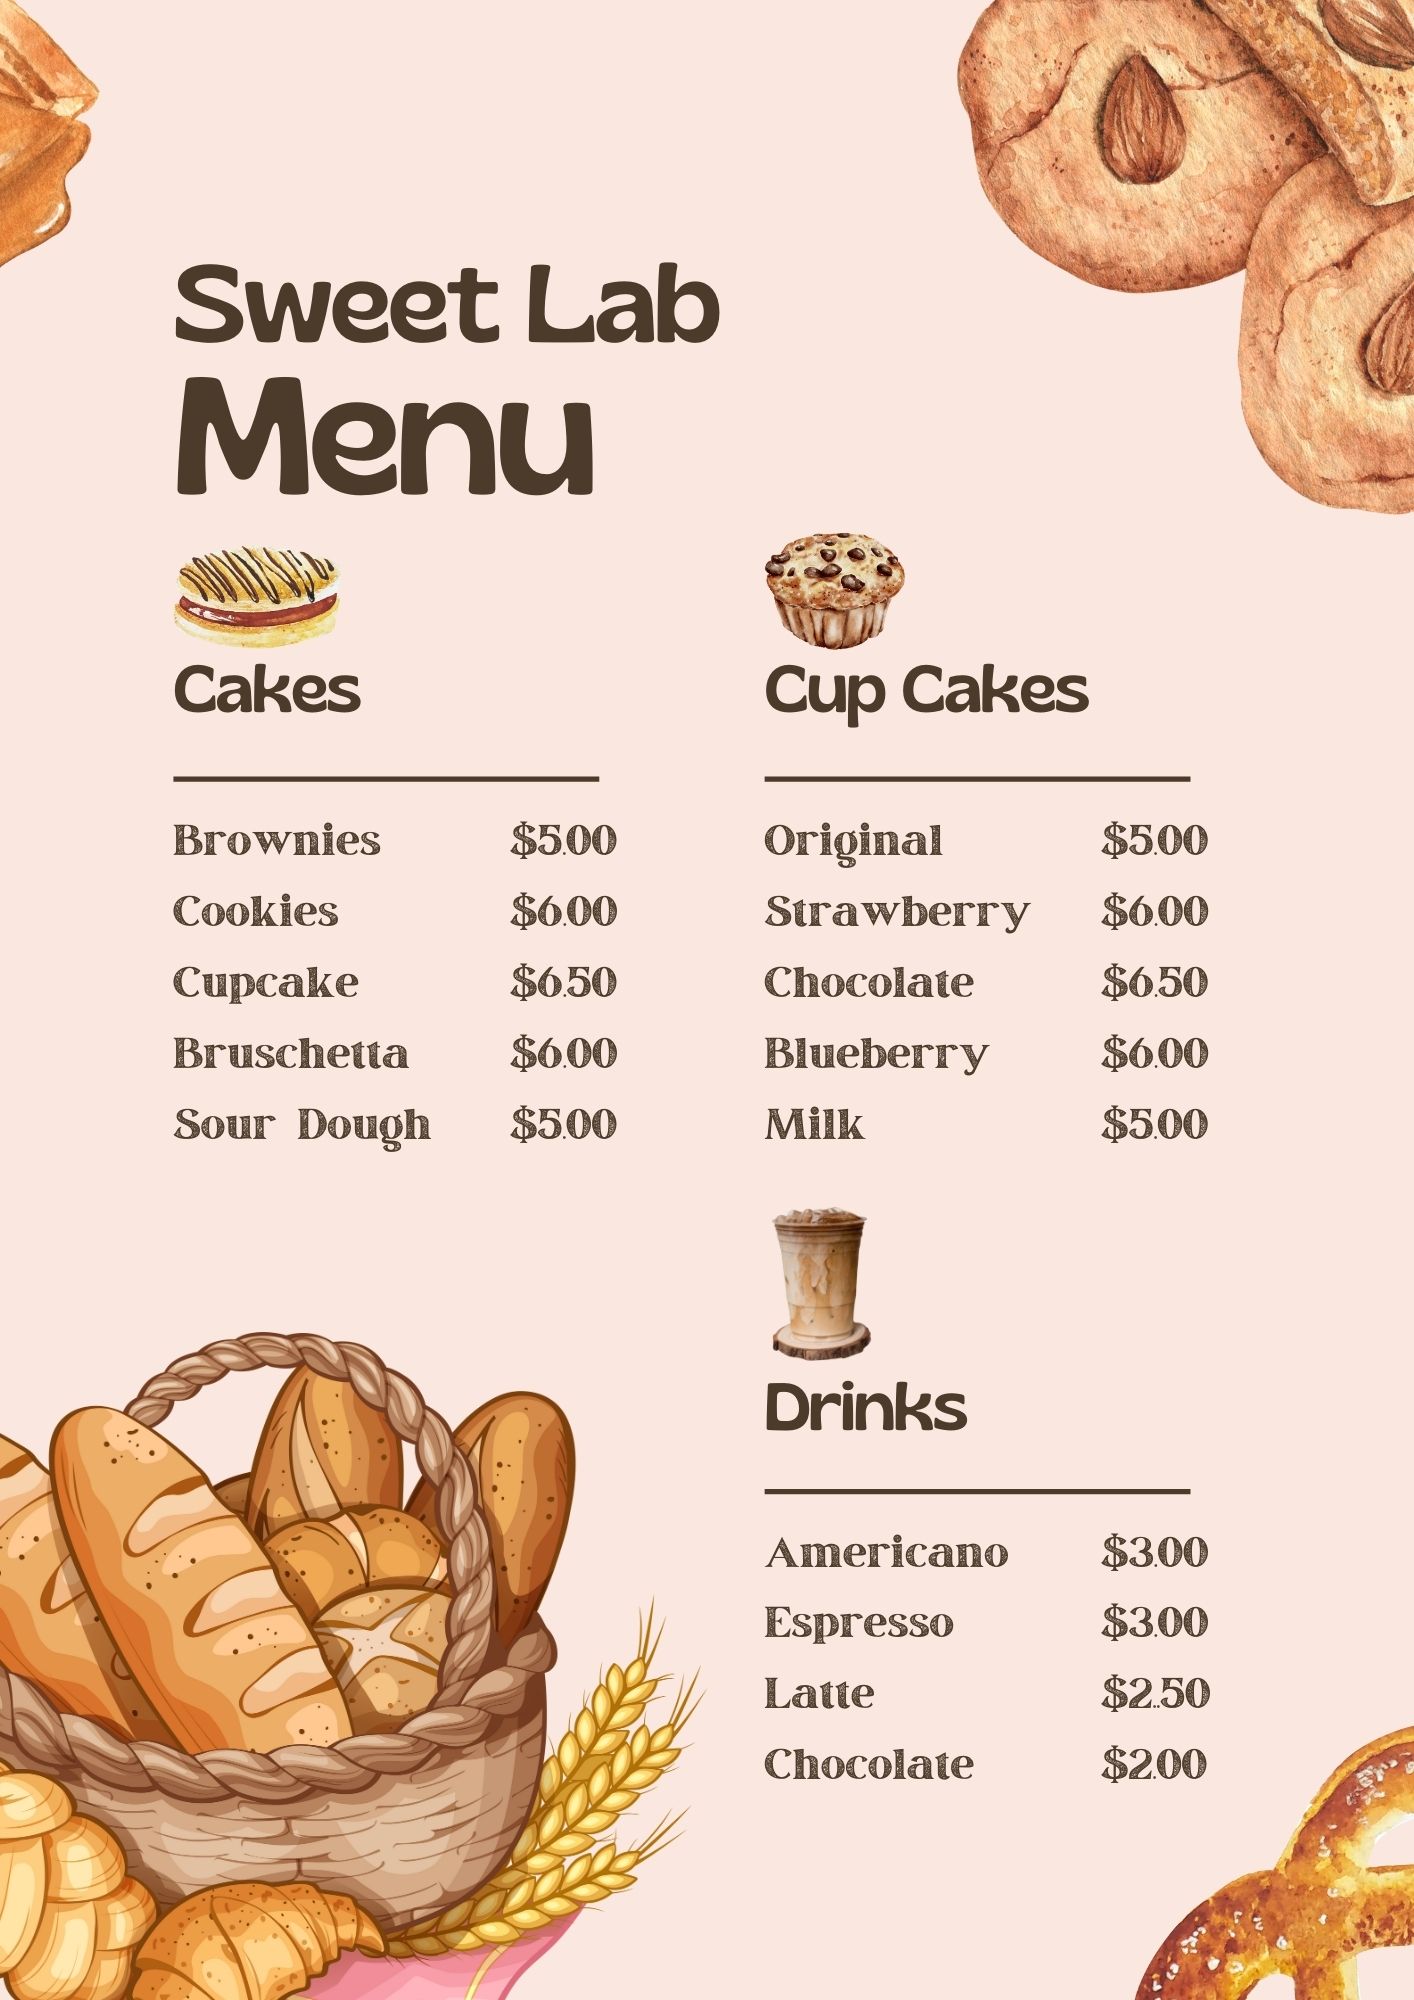 Sweet Lab
Menu
Cakes
Brownies $5.00
Cookies $6.00
Cupcake $6.50
Bruschetta $6.00
Sour Dough $5.00
Cup Cakes
Original $5.00
Strawberry $6.00
Chocolate $6.50
Blueberry $6.00
Milk $5.00
Drinks
Americano $3.00
Espresso $3.00
Latte $2.50
Chocolate $2.00